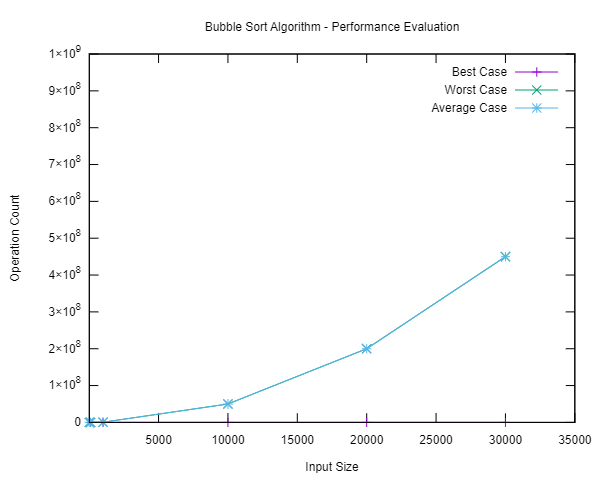 Bubble Sort Algorithm - Performance Evaluation
1×10⁹
9×10⁸
8×10⁸
7×10⁸
6×10⁸
5×10⁸
4×10⁸
3×10⁸
2×10⁸
1×10⁸
0
Operation Count
Best Case
Worst Case
Average Case
5000 10000 15000 20000 25000 30000 35000
Input Size